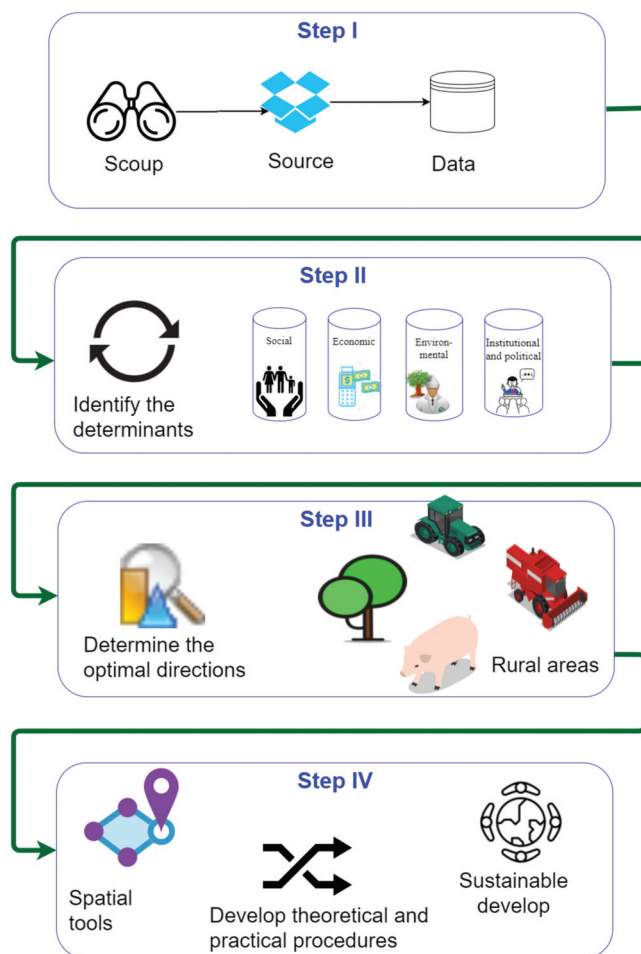 Step I
Scoup
Source
Data
Step II
Identify the
determinants
Social
Economic
Environ-
mental
Institutional
and political
Step III
Determine the
optimal directions
Rural areas
Step IV
Spatial
tools
Develop theoretical and
practical procedures
Sustainable
develop